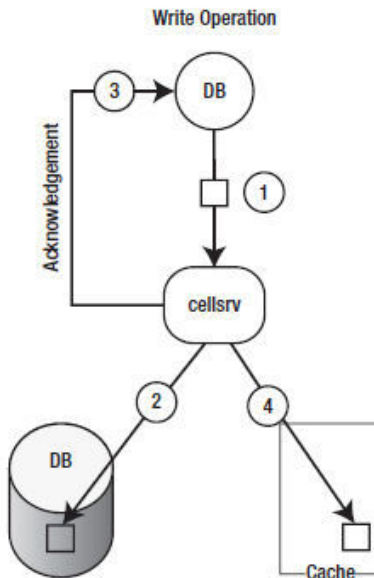 Write Operation
3
DB
Acknowledgement
1
cellsrv
2
4
DB
Cache